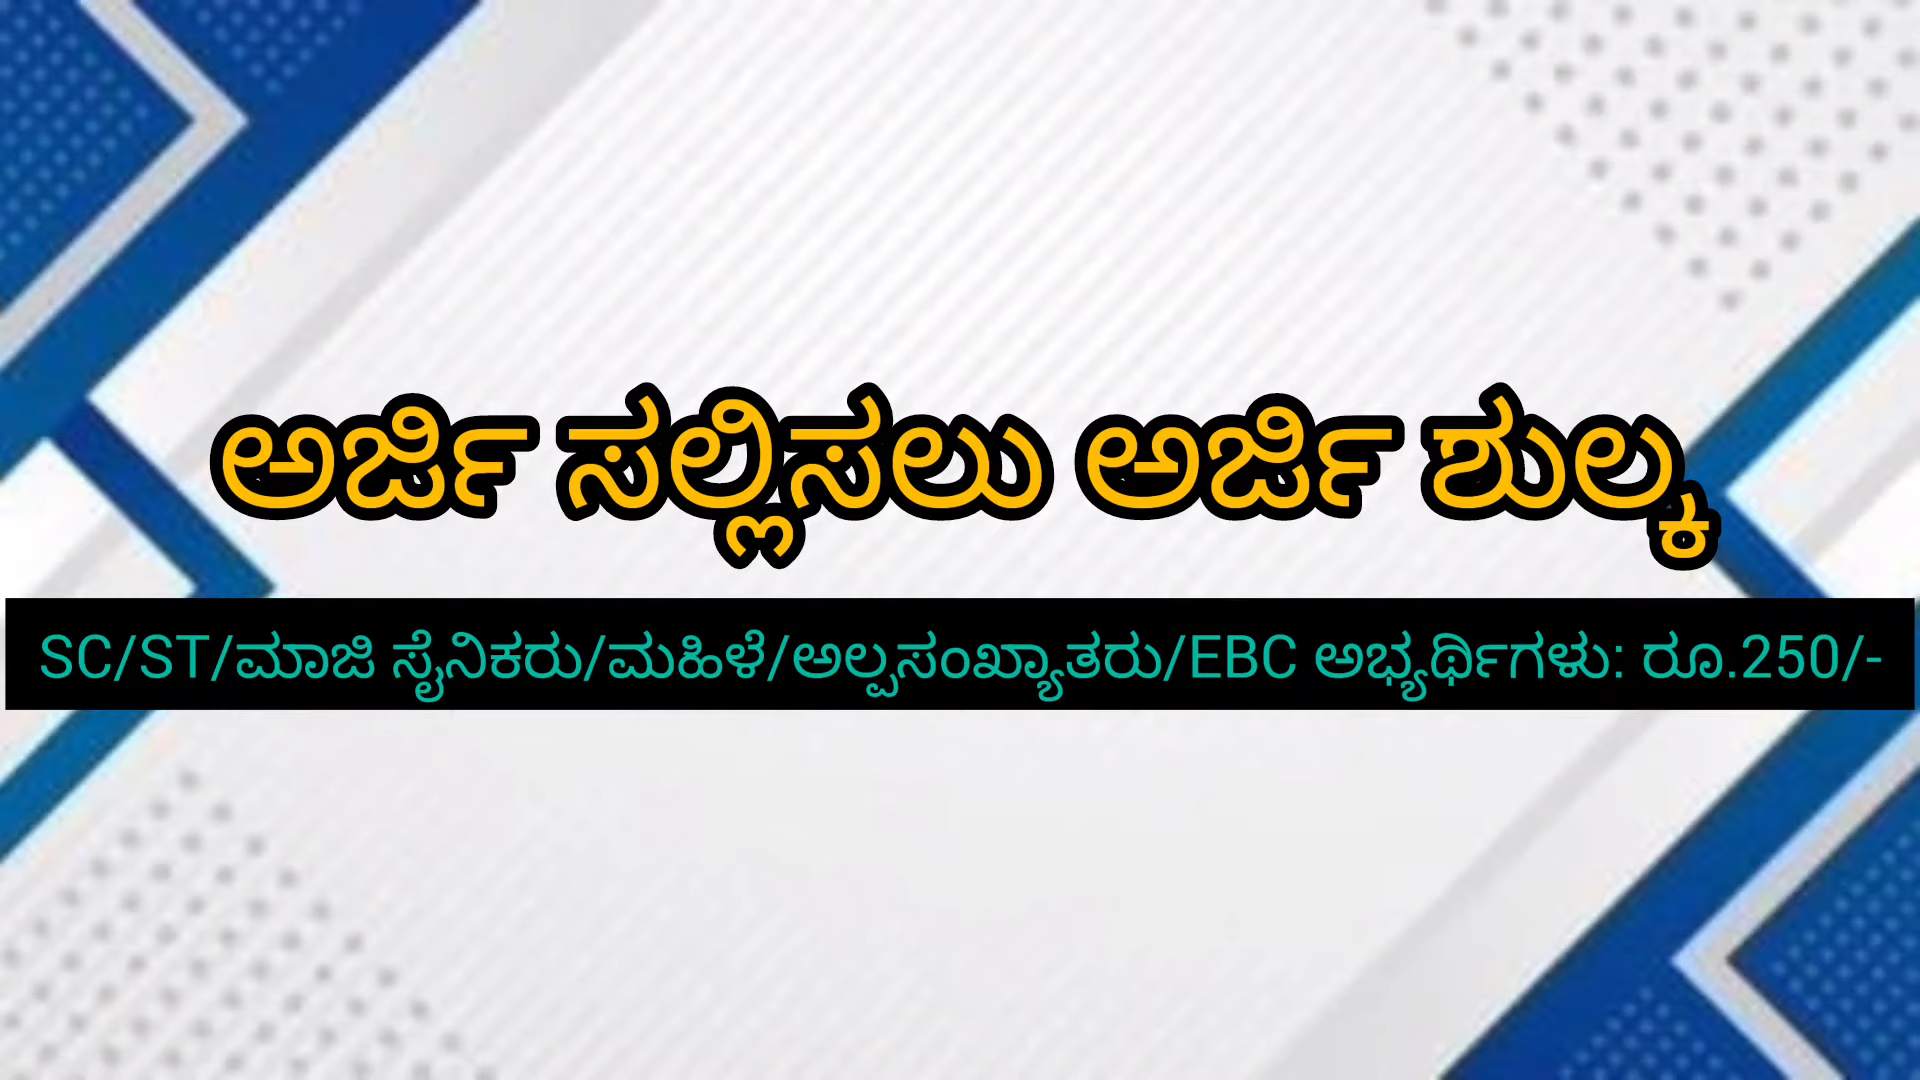 ಅರ್ಜಿ ಸಲ್ಲಿಸಲು ಅರ್ಜಿ ಶುಲ್ಕ
SC/ST/ಮಾಜಿ ಸೈನಿಕರು/ಮಹಿಳೆ/ಅಲ್ಪಸಂಖ್ಯಾತರು/EBC ಅಭ್ಯರ್ಥಿಗಳು: ರೂ.250/-